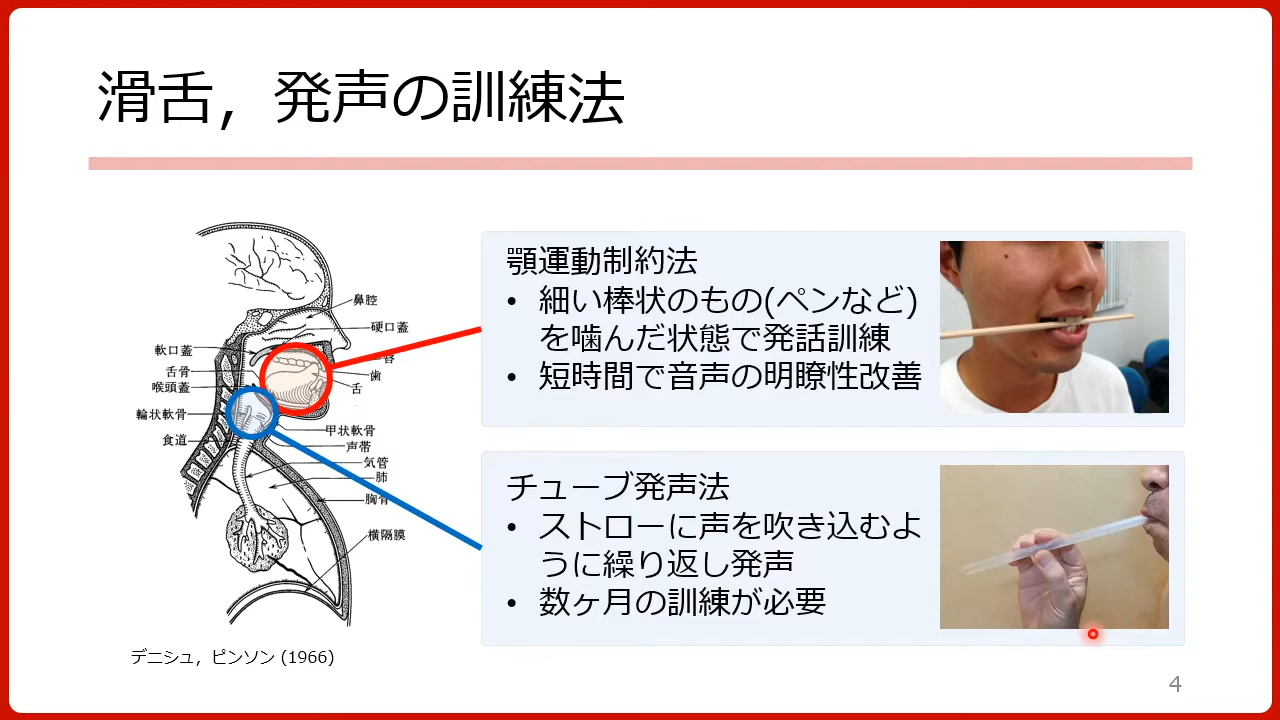 滑舌，発声の訓練法
鼻腔
硬口蓋
軟口蓋
舌骨
喉頭蓋
輪状軟骨
食道
唇
歯
舌
甲状軟骨
声帯
気管
肺
胸骨
横隔膜
デニシュ，ピンソン (1966)
顎運動制約法
• 細い棒状のもの(ペンなど)
を噛んだ状態で発話訓練
• 短時間で音声の明瞭性改善
チューブ発声法
• ストローに声を吹き込むよ
うに繰り返し発声
• 数ヶ月の訓練が必要
4